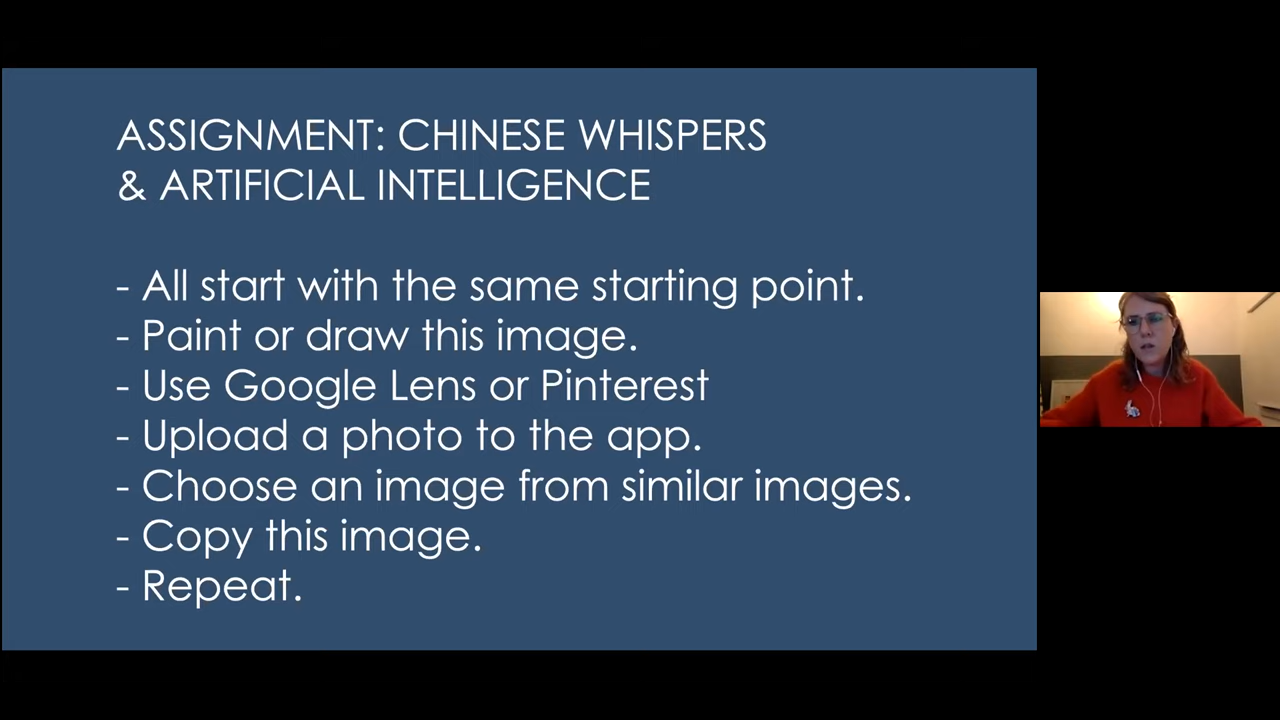 ASSIGNMENT: CHINESE WHISPERS
& ARTIFICIAL INTELLIGENCE
- All start with the same starting point.
- Paint or draw this image.
- Use Google Lens or Pinterest
- Upload a photo to the app.
- Choose an image from similar images.
- Copy this image.
- Repeat.